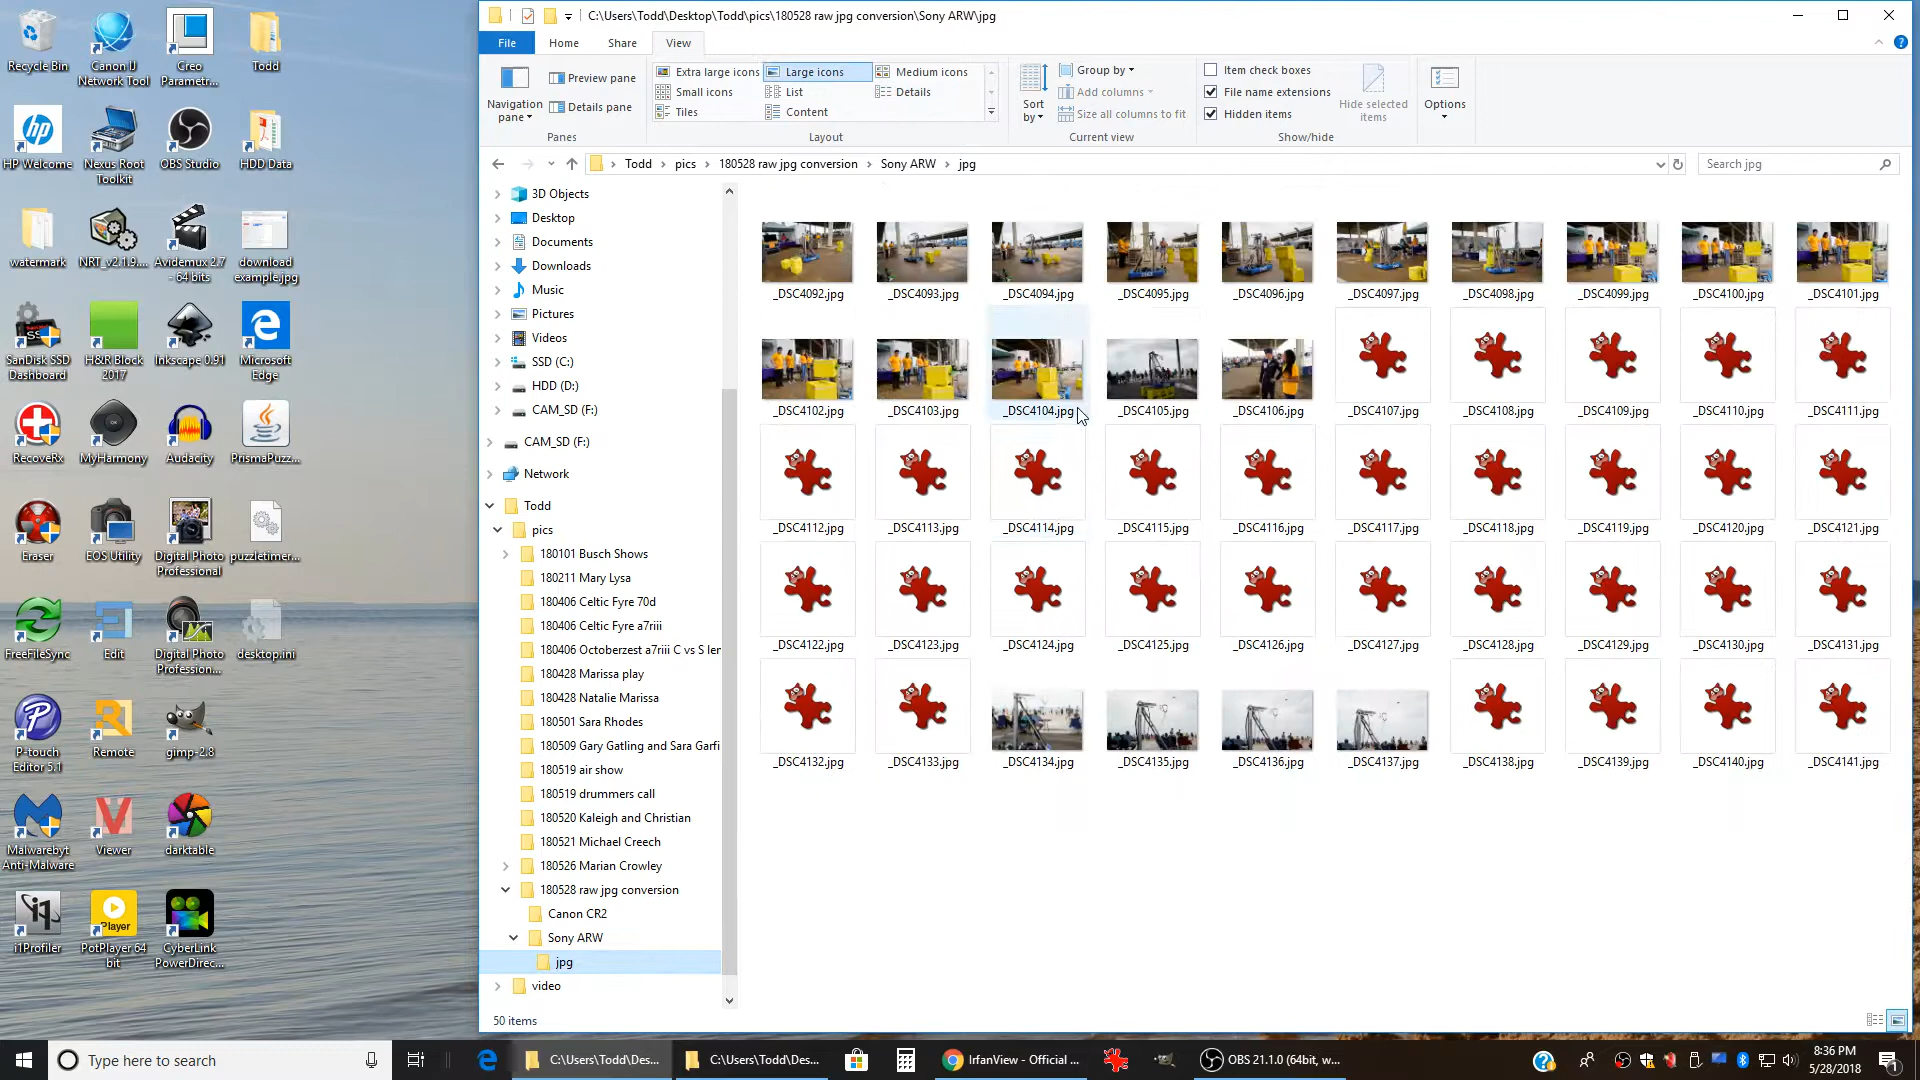 C:\Users\Todd\Desktop\Todd\pics\180528 raw jpg conversion\Sony ARW\jpg
File Home Share View
Navigation pane
Preview pane
Details pane
Panes
Extra large icons Large icons Medium icons
Small icons List Details
Tiles Content
Layout
Sort by
Group by
Add columns
Size all columns to fit
Current view
Item check boxes
File name extensions
Hidden items
Hide selected items
Show/hide
Options
Todd pics 180528 raw jpg conversion Sony ARW jpg
Search jpg
Recycle Bin
Canon IJ Network Tool
Creo Parametr...
Todd
HP Welcome
Nexus Root Toolkit
OBS Studio
HDD Data
watermark
NRT_v2.1.9....
Avidemux 2.7 - 64 bits
download example.jpg
SanDisk SSD Dashboard
H&R Block 2017
Inkscape 0.91
Microsoft Edge
RecoveRx
MyHarmony
Audacity
PrismaPuzz...
Eraser
EOS Utility
Digital Photo Professional
puzzletimer...
FreeFileSync
Edit
Digital Photo Profession...
desktop.ini
P-touch Editor 5.1
Remote
gimp-2.8
Malwarebyt Anti-Malware
Viewer
darktable
i1Profiler
PotPlayer 64 bit
CyberLink PowerDirec...
3D Objects
Desktop
Documents
Downloads
Music
Pictures
Videos
SSD (C:)
HDD (D:)
CAM_SD (F:)
CAM_SD (F:)
Network
Todd
pics
180101 Busch Shows
180211 Mary Lysa
180406 Celtic Fyre 70d
180406 Celtic Fyre a7riii
180406 Octoberzest a7riii C vs S len
180428 Marissa play
180428 Natalie Marissa
180501 Sara Rhodes
180509 Gary Gatling and Sara Garfi
180519 air show
180519 drummers call
180520 Kaleigh and Christian
180521 Michael Creech
180526 Marian Crowley
180528 raw jpg conversion
Canon CR2
Sony ARW
jpg
video
_DSC4092.jpg _DSC4093.jpg _DSC4094.jpg _DSC4095.jpg _DSC4096.jpg _DSC4097.jpg _DSC4098.jpg _DSC4099.jpg _DSC4100.jpg _DSC4101.jpg
_DSC4102.jpg _DSC4103.jpg _DSC4104.jpg _DSC4105.jpg _DSC4106.jpg _DSC4107.jpg _DSC4108.jpg _DSC4109.jpg _DSC4110.jpg _DSC4111.jpg
_DSC4112.jpg _DSC4113.jpg _DSC4114.jpg _DSC4115.jpg _DSC4116.jpg _DSC4117.jpg _DSC4118.jpg _DSC4119.jpg _DSC4120.jpg _DSC4121.jpg
_DSC4122.jpg _DSC4123.jpg _DSC4124.jpg _DSC4125.jpg _DSC4126.jpg _DSC4127.jpg _DSC4128.jpg _DSC4129.jpg _DSC4130.jpg _DSC4131.jpg
_DSC4132.jpg _DSC4133.jpg _DSC4134.jpg _DSC4135.jpg _DSC4136.jpg _DSC4137.jpg _DSC4138.jpg _DSC4139.jpg _DSC4140.jpg _DSC4141.jpg
50 items
Type here to search
C:\Users\Todd\Des...
C:\Users\Todd\Des...
IrfanView - Official ...
OBS 21.1.0 (64bit, w...
8:36 PM
5/28/2018